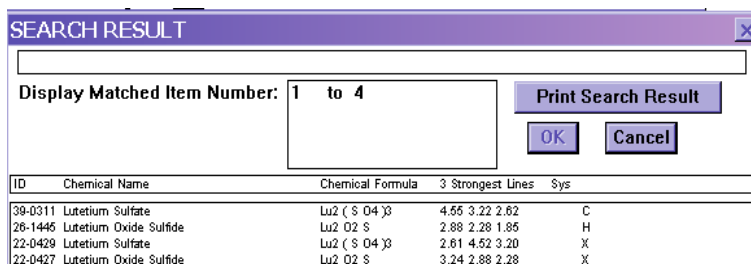 SEARCH RESULT
Display Matched Item Number: 1 to 4
Print Search Result
OK Cancel
ID Chemical Name Chemical Formula 3 Strongest Lines Sys
39-0311 Lutetium Sulfate Lu2 ( S O4 )3 4.55 3.22 2.62 C
26-1445 Lutetium Oxide Sulfide Lu2 O2 S 2.88 2.28 1.85 H
22-0429 Lutetium Sulfate Lu2 ( S O4 )3 2.61 4.52 3.20 X
22-0427 Lutetium Oxide Sulfide Lu2 O2 S 3.24 2.88 2.28 X